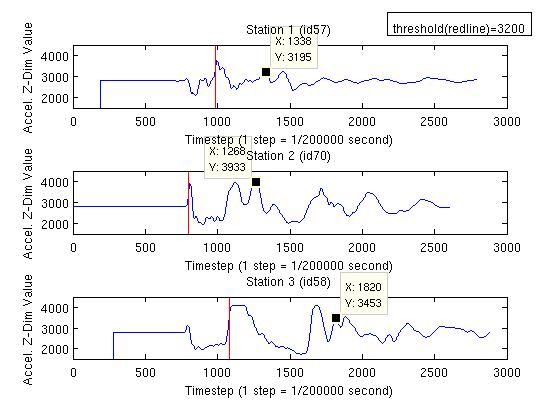 threshold(redline)=3200
Station 1 (id57)
X: 1338
Y: 3195
Accel. Z-Dim Value
4000
3000
2000
0 500 1000 1500 2000 2500 3000
Timestep (1 step = 1/200000 second)
Station 2 (id70)
X: 1268
Y: 3933
Accel. Z-Dim Value
4000
3000
2000
0 500 1000 1500 2000 2500 3000
Timestep (1 step = 1/200000 second)
Station 3 (id58)
X: 1820
Y: 3453
Accel. Z-Dim Value
4000
3000
2000
0 500 1000 1500 2000 2500 3000
Timestep (1 step = 1/200000 second)